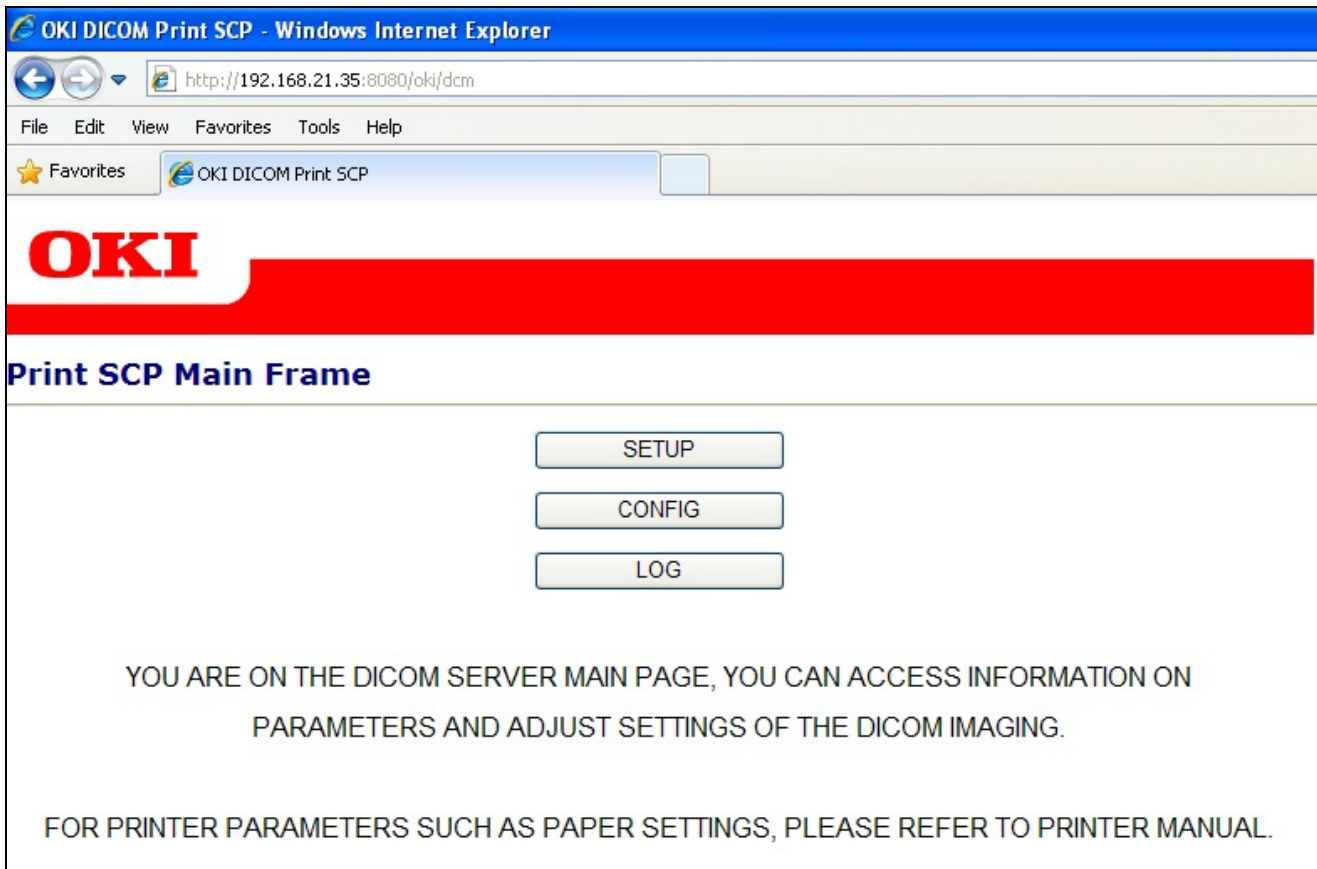 OKI DICOM Print SCP - Windows Internet Explorer
http://192.168.21.35:8080/oki/dcm
File Edit View Favorites Tools Help
Favorites OKI DICOM Print SCP
OKI
Print SCP Main Frame
SETUP
CONFIG
LOG
YOU ARE ON THE DICOM SERVER MAIN PAGE, YOU CAN ACCESS INFORMATION ON
PARAMETERS AND ADJUST SETTINGS OF THE DICOM IMAGING.
FOR PRINTER PARAMETERS SUCH AS PAPER SETTINGS, PLEASE REFER TO PRINTER MANUAL.